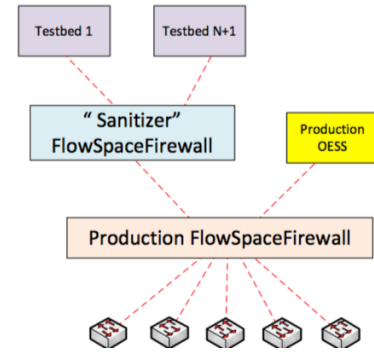 Testbed 1
Testbed N+1
“ Sanitizer”
FlowSpaceFirewall
Production
OESS
Production FlowSpaceFirewall